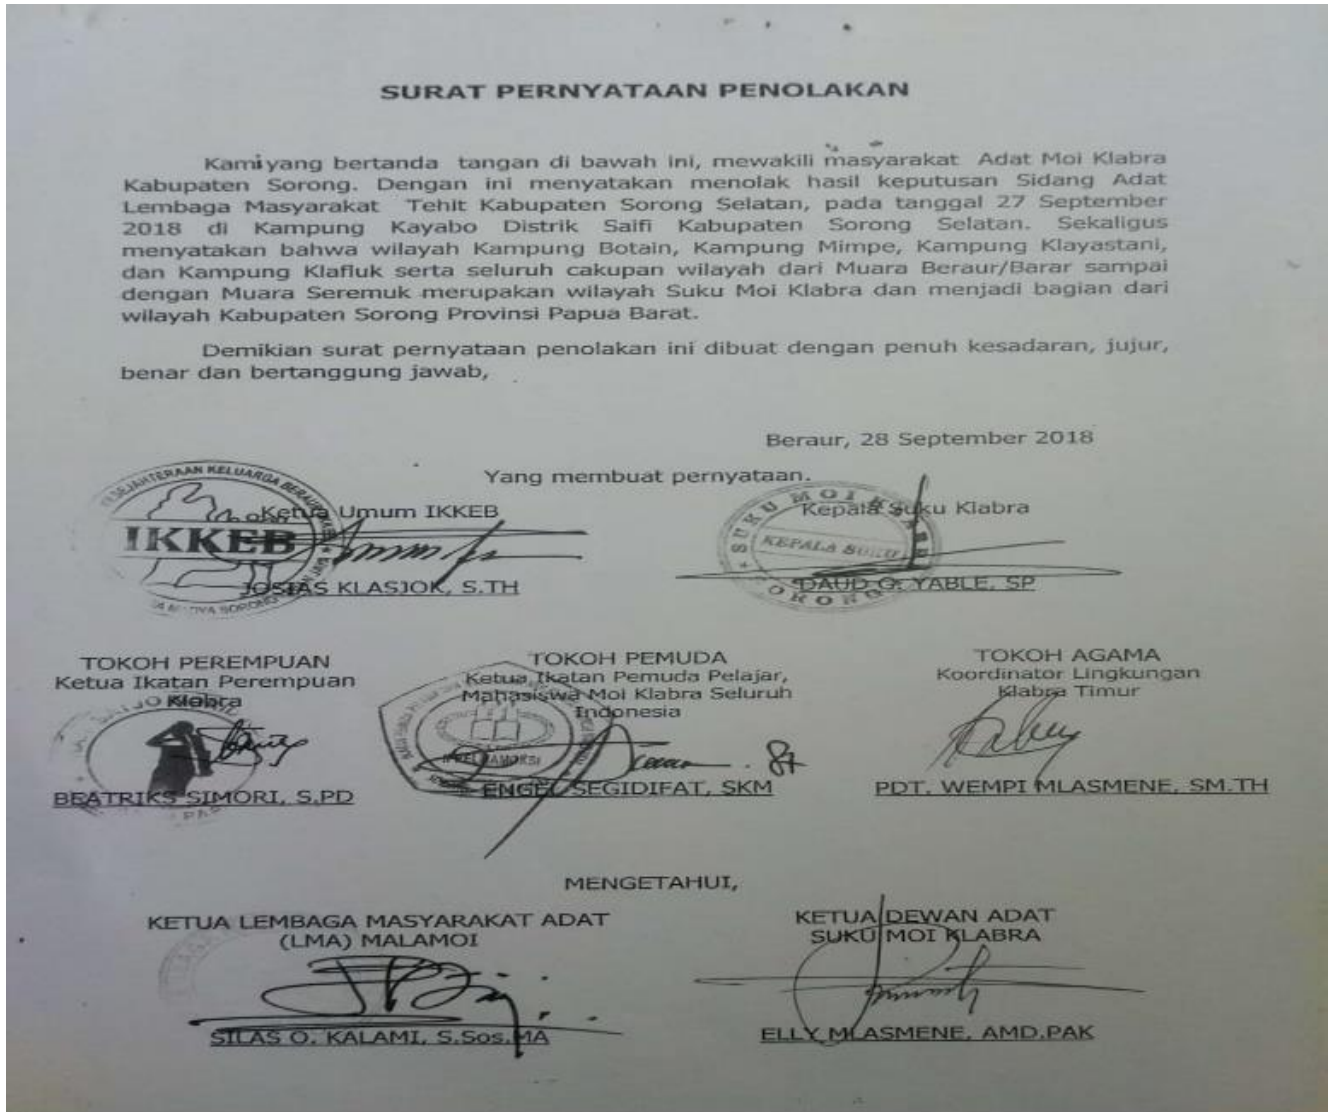 SURAT PERNYATAAN PENOLAKAN
Kami yang bertanda tangan di bawah ini, mewakili masyarakat Adat Moi Klabra
Kabupaten Sorong. Dengan ini menyatakan menolak hasil keputusan Sidang Adat
Lembaga Masyarakat Tehit Kabupaten Sorong Selatan, pada tanggal 27 September
2018 di Kampung Kayabo Distrik Saifi Kabupaten Sorong Selatan. Sekaligus
menyatakan bahwa wilayah Kampung Botain, Kampung Mimpe, Kampung Klayastani,
dan Kampung Klafluk serta seluruh cakupan wilayah dari Muara Beraur/Barar sampai
dengan Muara Seremuk merupakan wilayah Suku Moi Klabra dan menjadi bagian dari
wilayah Kabupaten Sorong Provinsi Papua Barat.
Demikian surat pernyataan penolakan ini dibuat dengan penuh kesadaran, jujur,
benar dan bertanggung jawab,
Beraur, 28 September 2018
Yang membuat pernyataan.
Ketua Umum IKKEB
IKKEB
JOSIAS KLASJOK, S.TH
Kepala Suku Klabra
SUKU MOI
KEPALA SUKU
SORONG
DAUD O. YABLE, SP
TOKOH PEREMPUAN
Ketua Ikatan Perempuan
Klabra
BEATRIKS SIMORI, S.PD
TOKOH PEMUDA
Ketua Ikatan Pemuda Pelajar,
Mahasiswa Moi Klabra Seluruh
Indonesia
ENGEL SEGIDIFAT, SKM
TOKOH AGAMA
Koordinator Lingkungan
Klabra Timur
PDT. WEMPI MLASMENE, SM.TH
MENGETAHUI,
KETUA LEMBAGA MASYARAKAT ADAT
(LMA) MALAMOI
SILAS O. KALAMI, S.Sos,MA
KETUA DEWAN ADAT
SUKU MOI KLABRA
ELLY MLASMENE, AMD.PAK